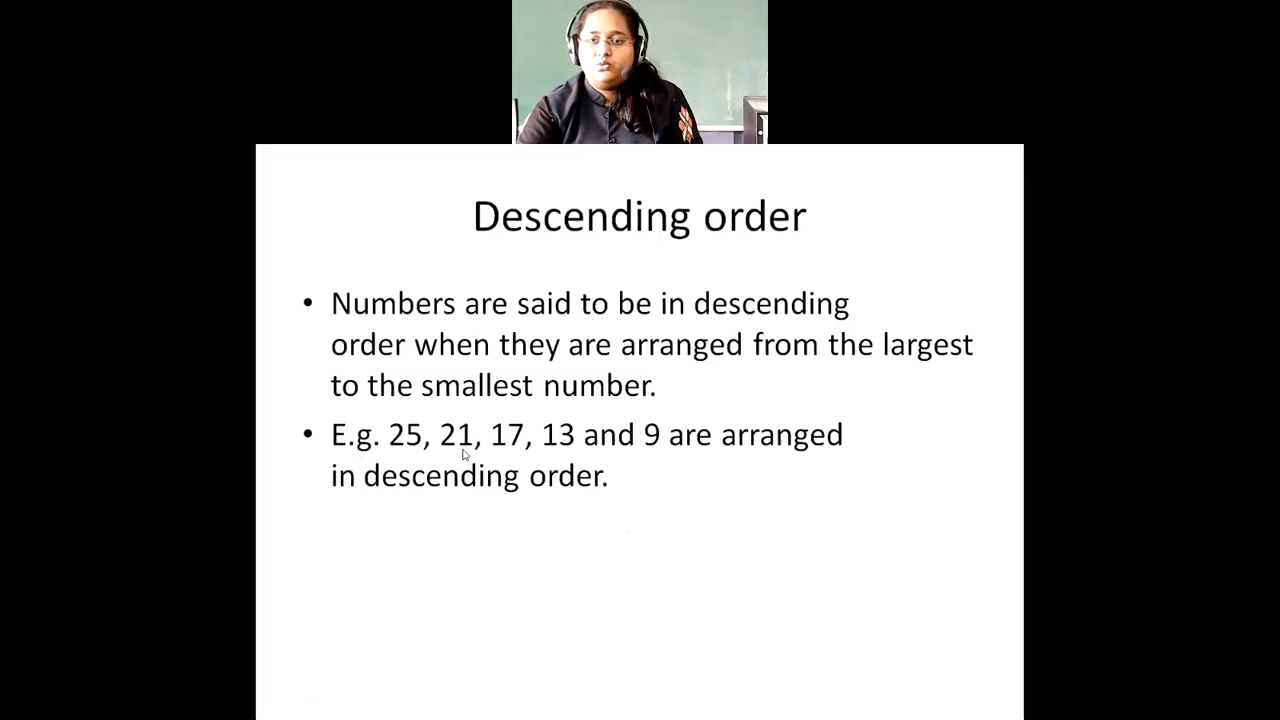 Descending order
• Numbers are said to be in descending
order when they are arranged from the largest
to the smallest number.
• E.g. 25, 21, 17, 13 and 9 are arranged
in descending order.